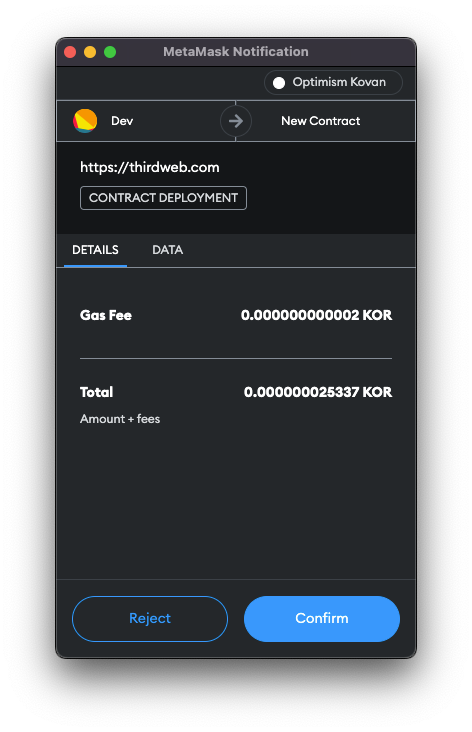 MetaMask Notification
Optimism Kovan
Dev
New Contract
https://thirdweb.com
CONTRACT DEPLOYMENT
DETAILS
DATA
Gas Fee
0.000000000002 KOR
Total
0.000000025337 KOR
Amount + fees
Reject
Confirm